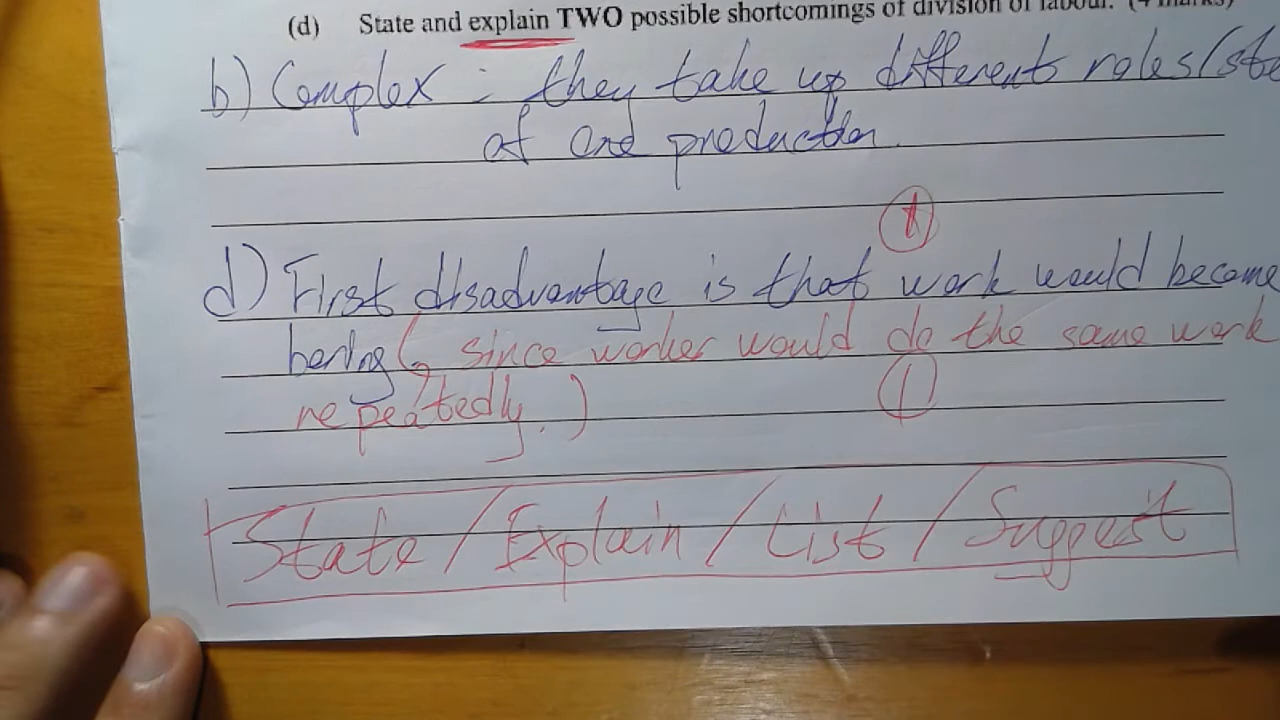 (d) State and explain TWO possible shortcomings of division of labour. (4 marks)
b) Complex : they take up different roles/sta
of one production.
1
d) First disadvantage is that work would become
boring, (since worker would do the same work
1
repeatedly.)
State / Explain / List / Suggest